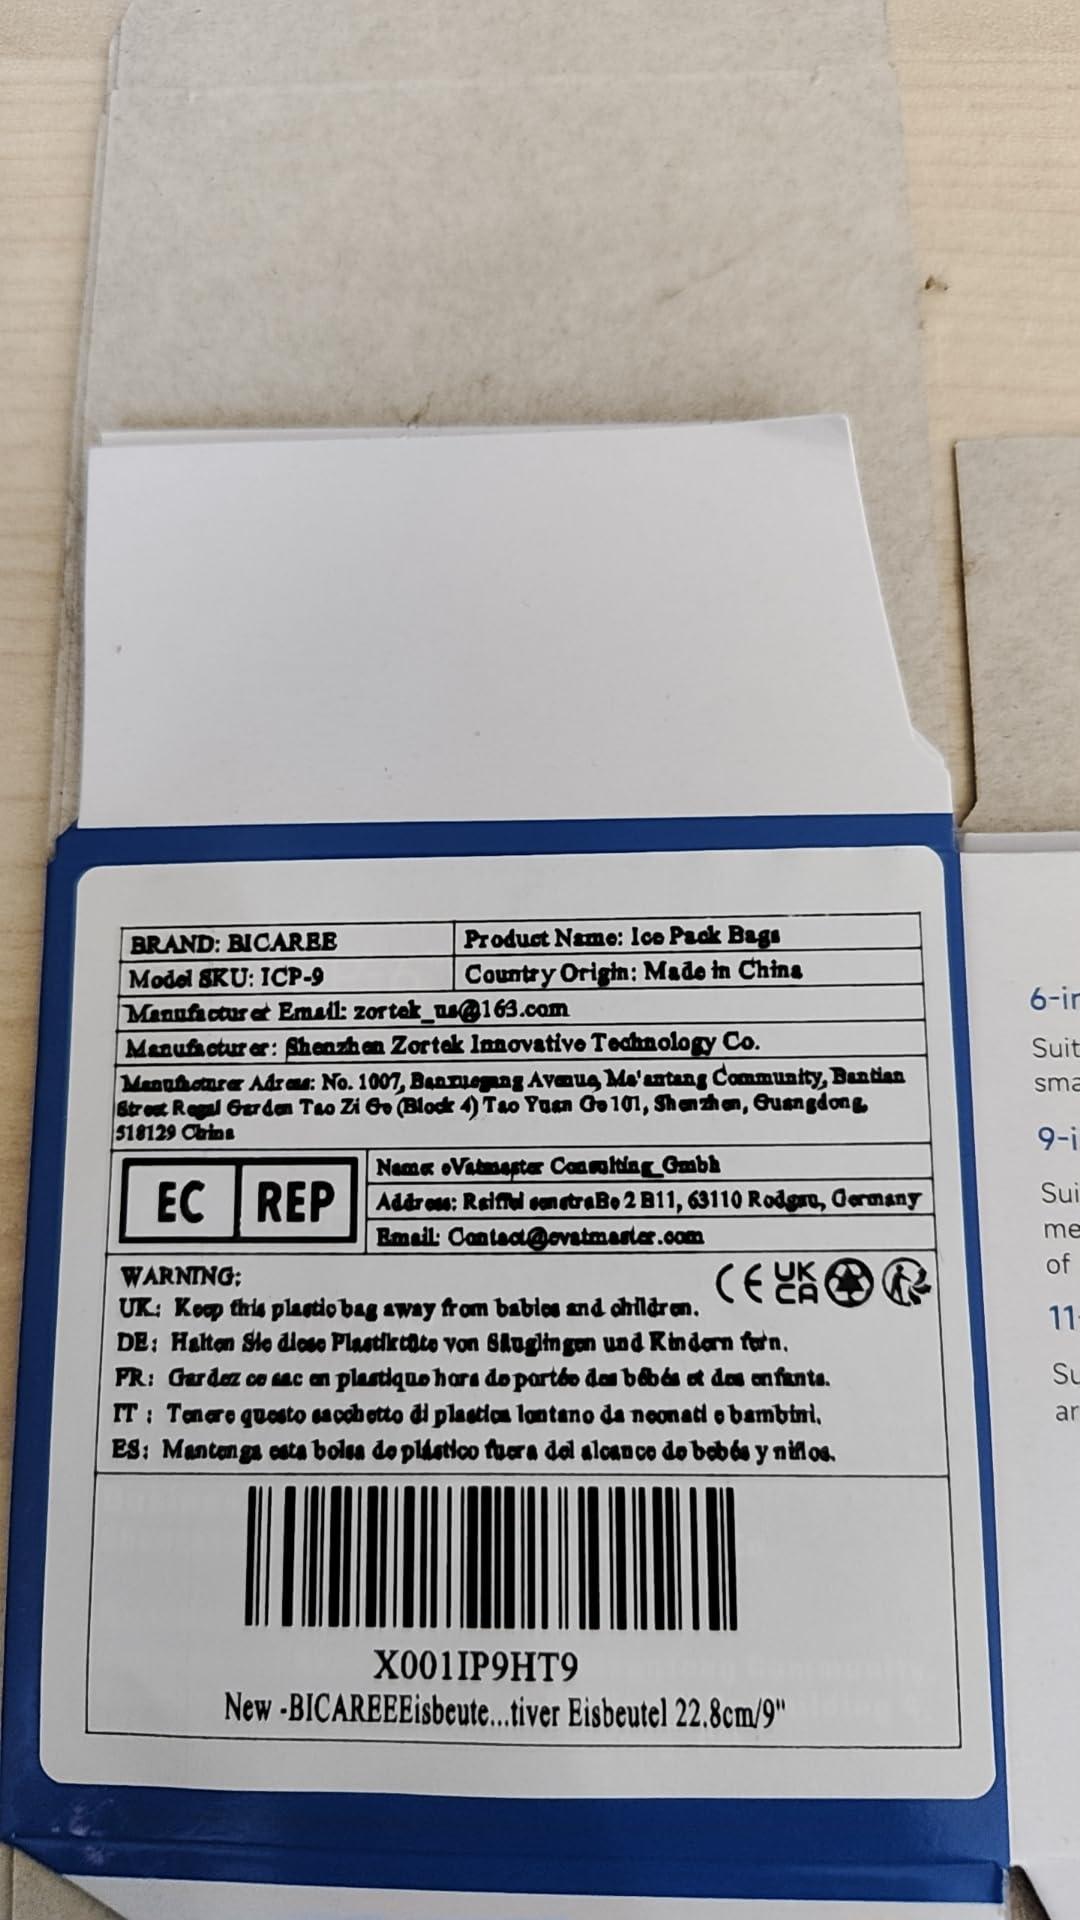 BRAND: BICAREE
Product Name: Ice Pack Bags
Model SKU: ICP-9
Country Origin: Made in China
Manufacturer Email: zortek_us@163.com
Manufacturer: Shenzhen Zortek Innovative Technology Co.
Manufacturer Adress: No. 1007, Avenue, Ma'antang Community, Bantian
Street Regal Garden Tao Zi Ge (Block 4) Tao Yuan Ge 101, Shenzhen, Guangdong,
518129 China
EC REP
Name: eVatmaster Consulting Gmbh
Address: 2 B11, 63110 Rodgau, Germany
Email: Contact@evatmaster.com
WARNING:
CE UK CA
UK: Keep this plastic bag away from babies and children.
DE: Halten Sie diese Plastiktüte von Säuglingen und Kindern fern.
FR: Gardez ce sac en plastique hors de portée des bébés et des enfants.
IT : Tenere questo sacchetto di plastica lontano da neonati e bambini.
ES: Mantenga esta bolsa de plástico fuera del alcance de bebés y niños.
X001IP9HT9
New -BICAREEEisbeute...tiver Eisbeutel 22.8cm/9"
6-in
Suit
sma
9-i
Sui
me
of
11-
Su
ar